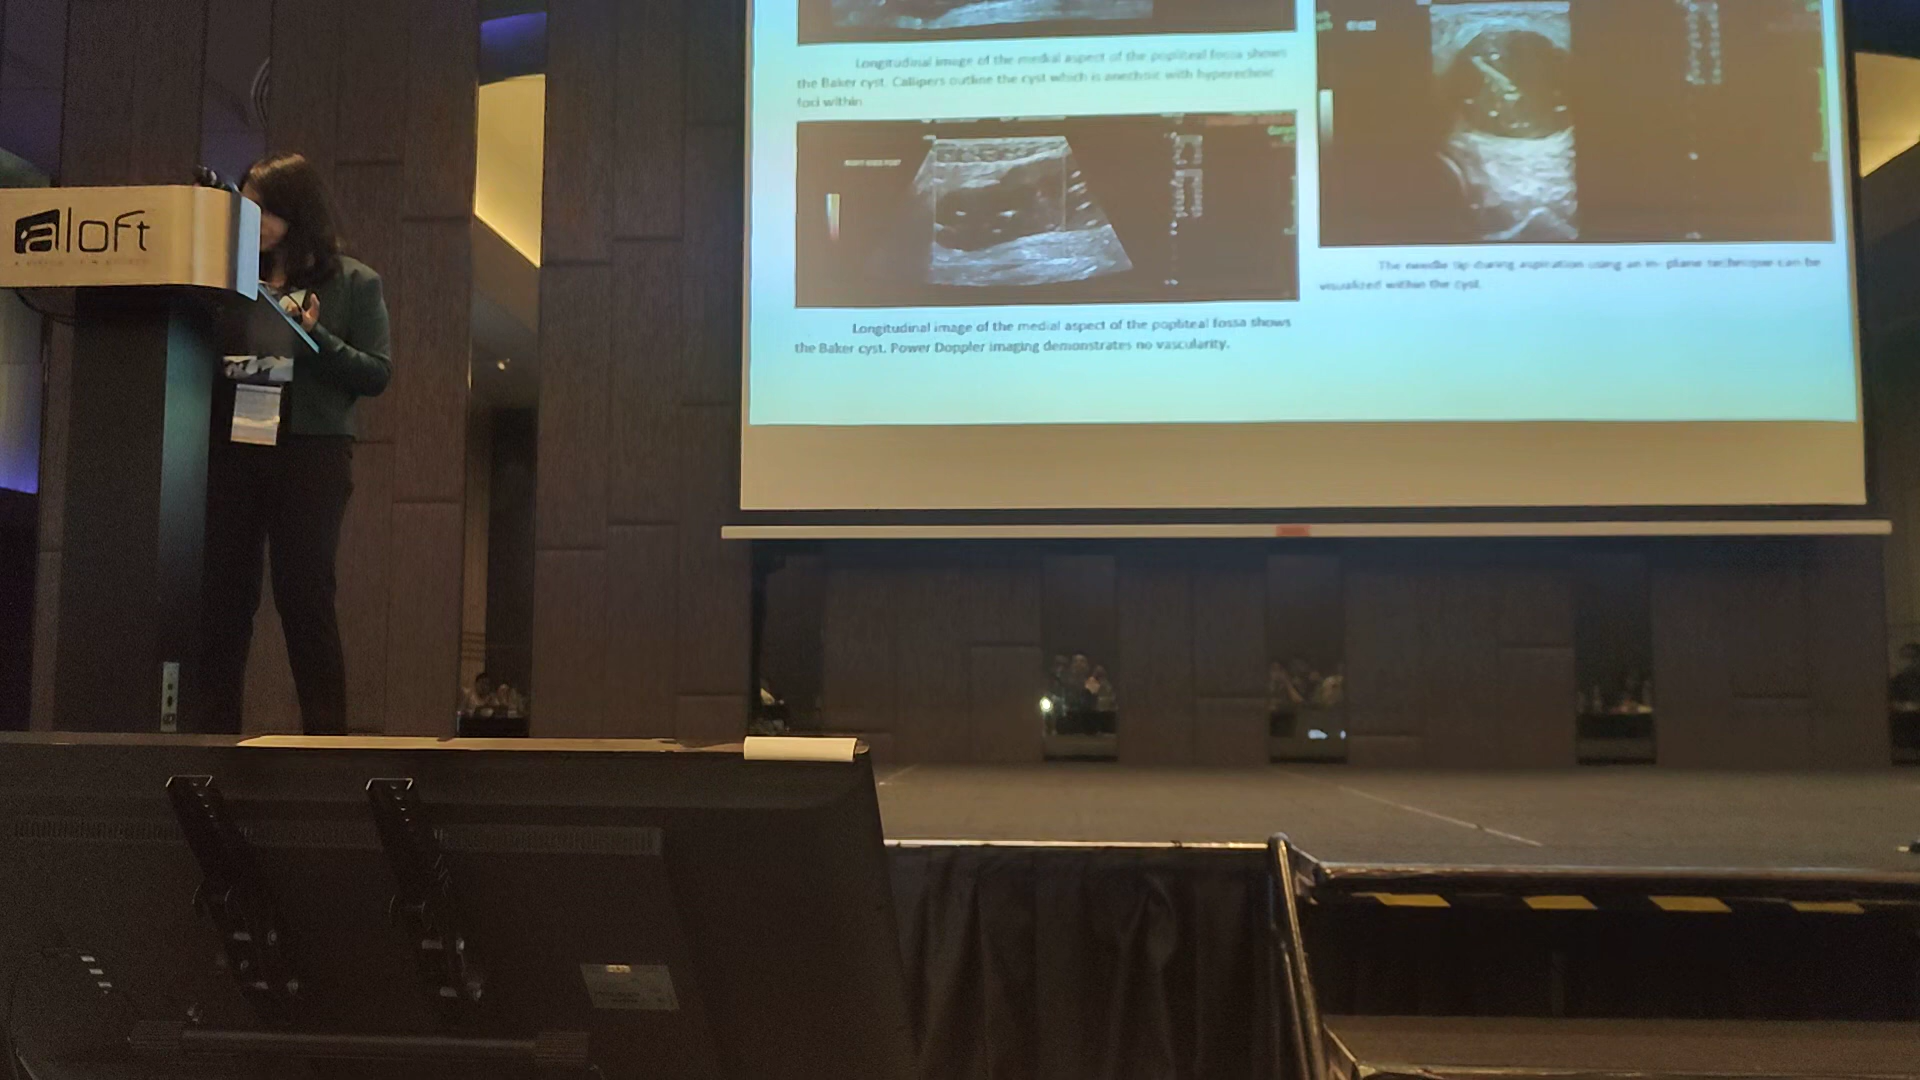 aloft
Longitudinal image of the medial aspect of the popliteal fossa shows
the Baker cyst. Callipers outline the cyst which is anechoic with hyperechoic
foci within
RIGHT KNEE POST
Longitudinal image of the medial aspect of the popliteal fossa shows
the Baker cyst. Power Doppler imaging demonstrates no vascularity.
The needle tip during aspiration using an in- plane technique can be
visualized within the cyst.